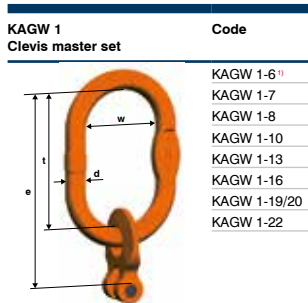 KAGW 1
Clevis master set
Code
KAGW 1-6 ¹⁾
KAGW 1-7
KAGW 1-8
KAGW 1-10
KAGW 1-13
KAGW 1-16
KAGW 1-19/20
KAGW 1-22
w
t
e
d